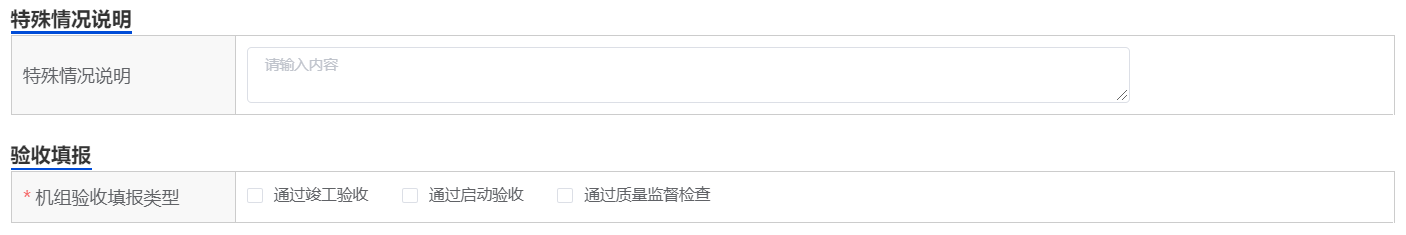 特殊情况说明
特殊情况说明
请输入内容
验收填报
* 机组验收填报类型
通过竣工验收 通过启动验收 通过质量监督检查